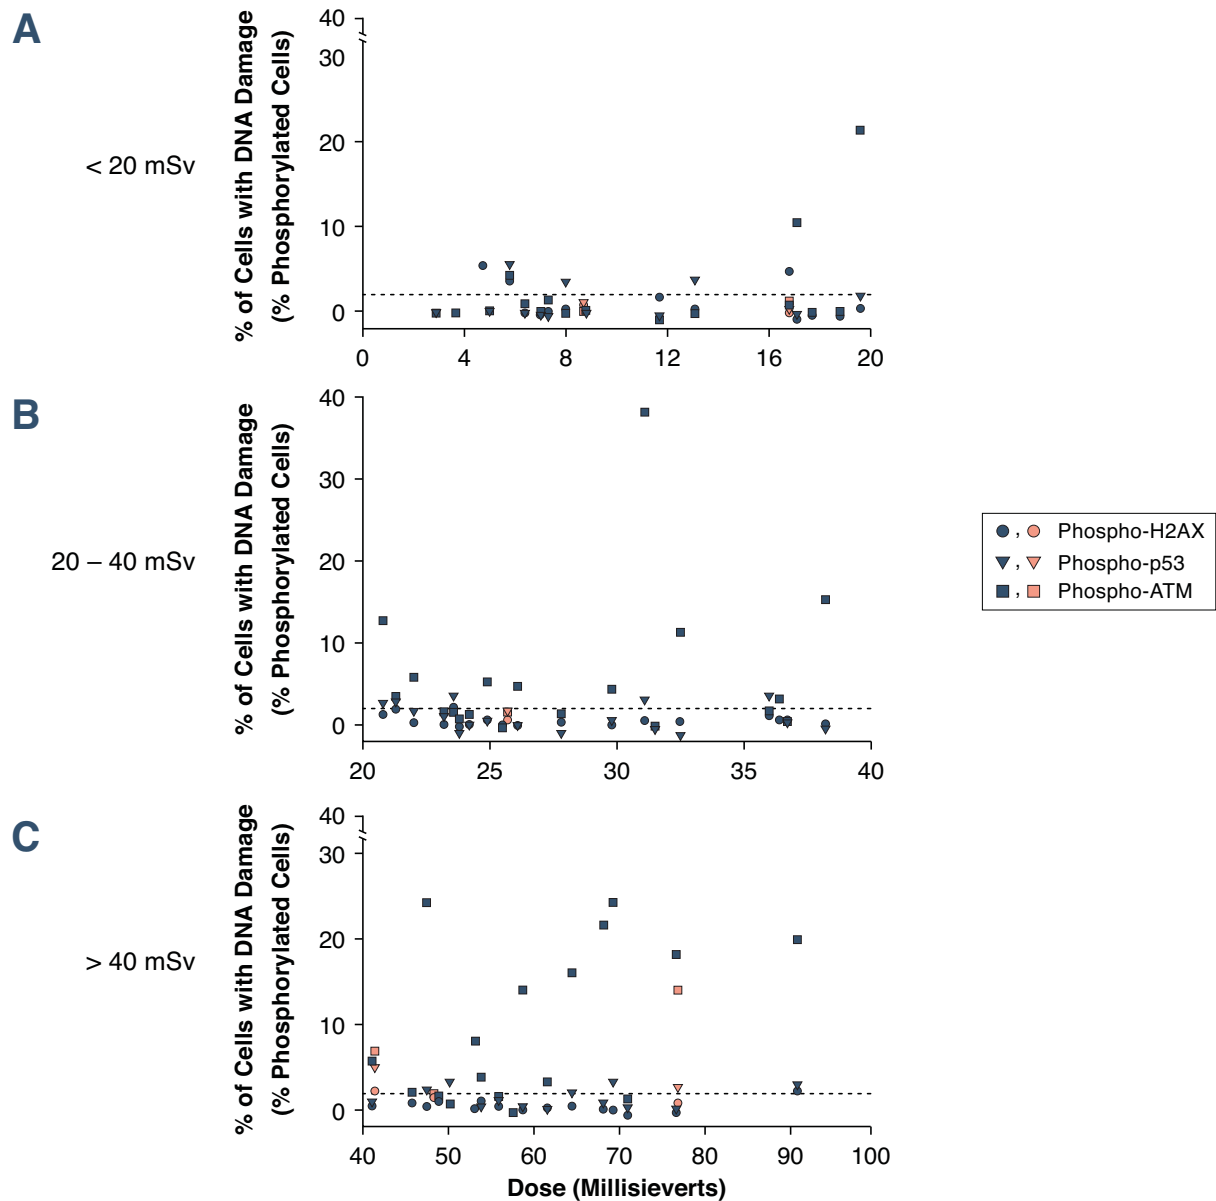 A
< 20 mSv
% of Cells with DNA Damage
(% Phosphorylated Cells)
40
30
20
10
0
0 4 8 12 16 20
B
20 – 40 mSv
% of Cells with DNA Damage
(% Phosphorylated Cells)
40
30
20
10
0
20 25 30 35 40
, Phospho-H2AX
, Phospho-p53
, Phospho-ATM
C
> 40 mSv
% of Cells with DNA Damage
(% Phosphorylated Cells)
40
30
20
10
0
40 50 60 70 80 90 100
Dose (Millisieverts)